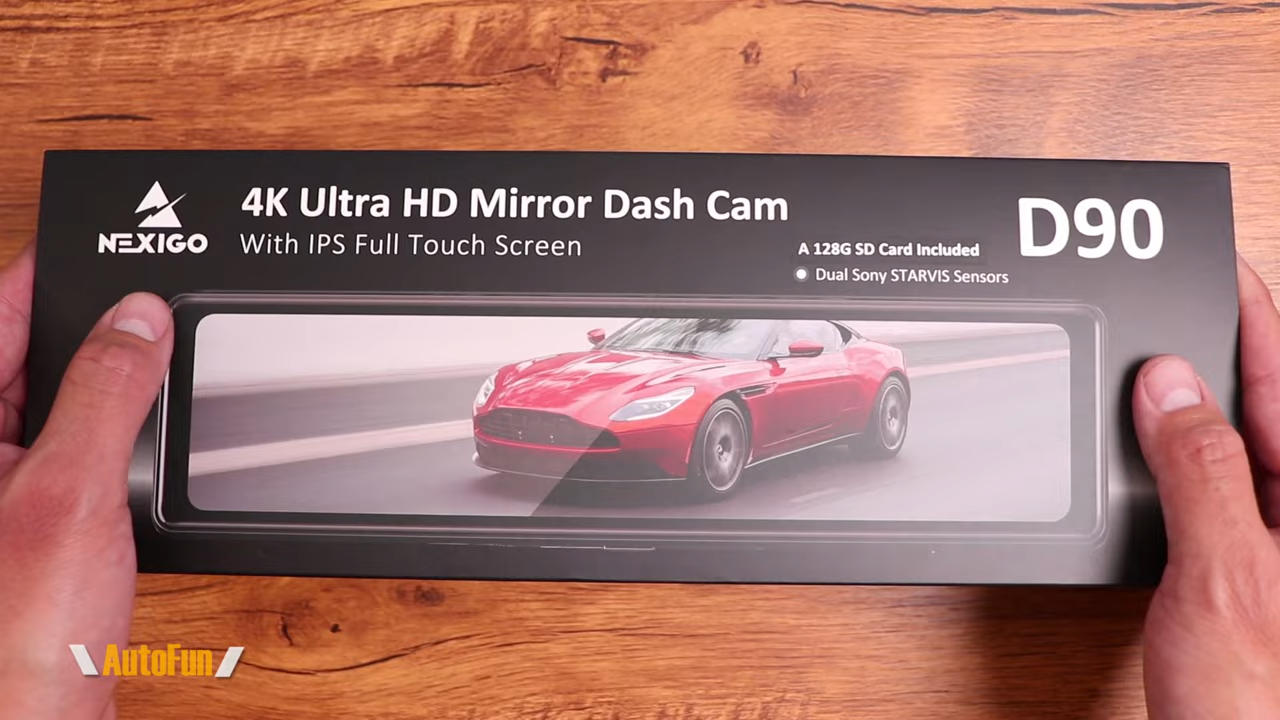 NEXIGO
4K Ultra HD Mirror Dash Cam
With IPS Full Touch Screen
A 128G SD Card Included
Dual Sony STARVIS Sensors
D90
AutoFun